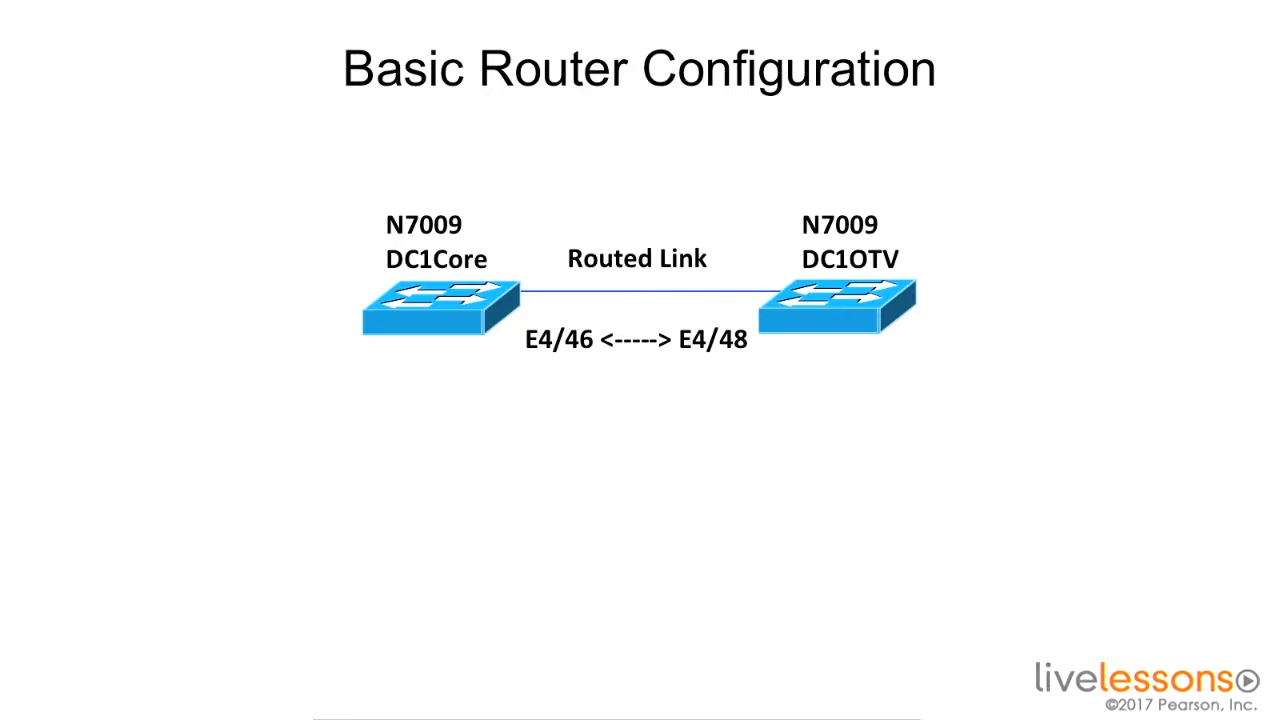 Basic Router Configuration
N7009
DC1Core
Routed Link
N7009
DC1OTV
E4/46 <-----> E4/48
livelessons
©2017 Pearson, Inc.